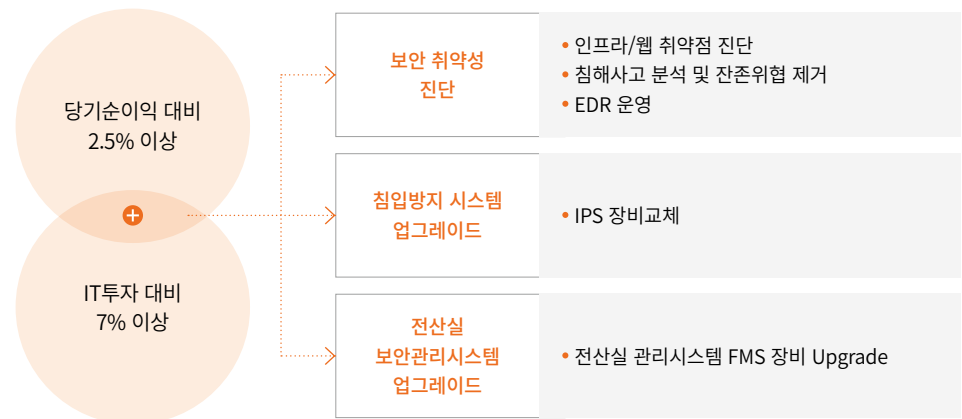 당기순이익 대비
2.5% 이상
IT투자 대비
7% 이상
보안 취약성
진단
• 인프라/웹 취약점 진단
• 침해사고 분석 및 잔존위협 제거
• EDR 운영
침입방지 시스템
업그레이드
• IPS 장비교체
전산실
보안관리시스템
업그레이드
• 전산실 관리시스템 FMS 장비 Upgrade